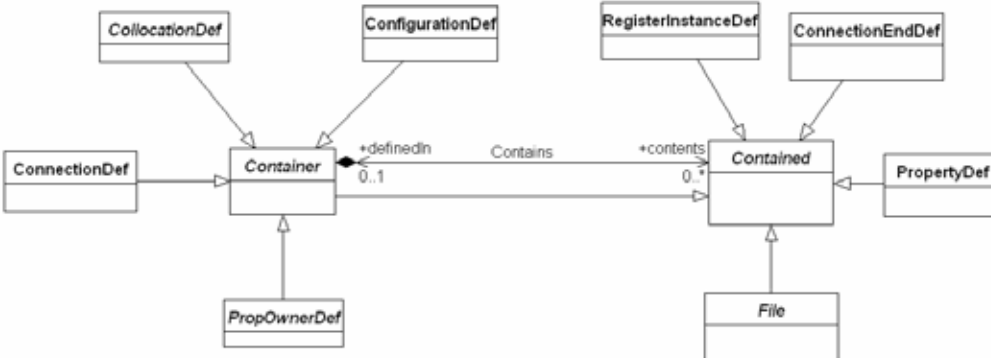 CollocationDef
ConfigurationDef
RegisterInstanceDef
ConnectionEndDef
ConnectionDef
Container
+definedIn
Contains
+contents
Contained
0..1
0..*
PropertyDef
PropOwnerDef
File